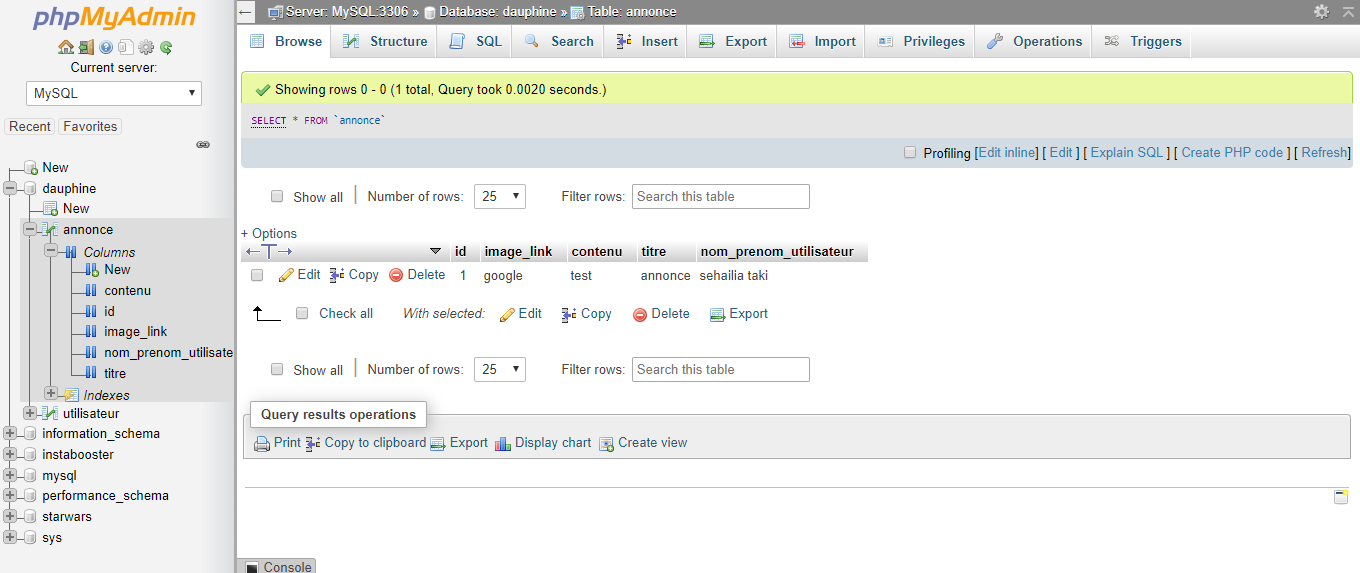 phpMyAdmin
Current server:
MySQL
Recent Favorites
New
dauphine
New
annonce
Columns
New
contenu
id
image_link
nom_prenom_utilisate
titre
Indexes
utilisateur
information_schema
instabooster
mysql
performance_schema
starwars
sys
Server: MySQL:3306 » Database: dauphine » Table: annonce
Browse Structure SQL Search Insert Export Import Privileges Operations Triggers
Showing rows 0 - 0 (1 total, Query took 0.0020 seconds.)
SELECT * FROM `annonce`
Profiling [Edit inline] [ Edit ] [ Explain SQL ] [ Create PHP code ] [ Refresh]
Show all | Number of rows: 25 Filter rows: Search this table
+ Options
←T→ id image_link contenu titre nom_prenom_utilisateur
Edit Copy Delete 1 google test annonce sehailia taki
Check all With selected: Edit Copy Delete Export
Show all | Number of rows: 25 Filter rows: Search this table
Query results operations
Print Copy to clipboard Export Display chart Create view
Console